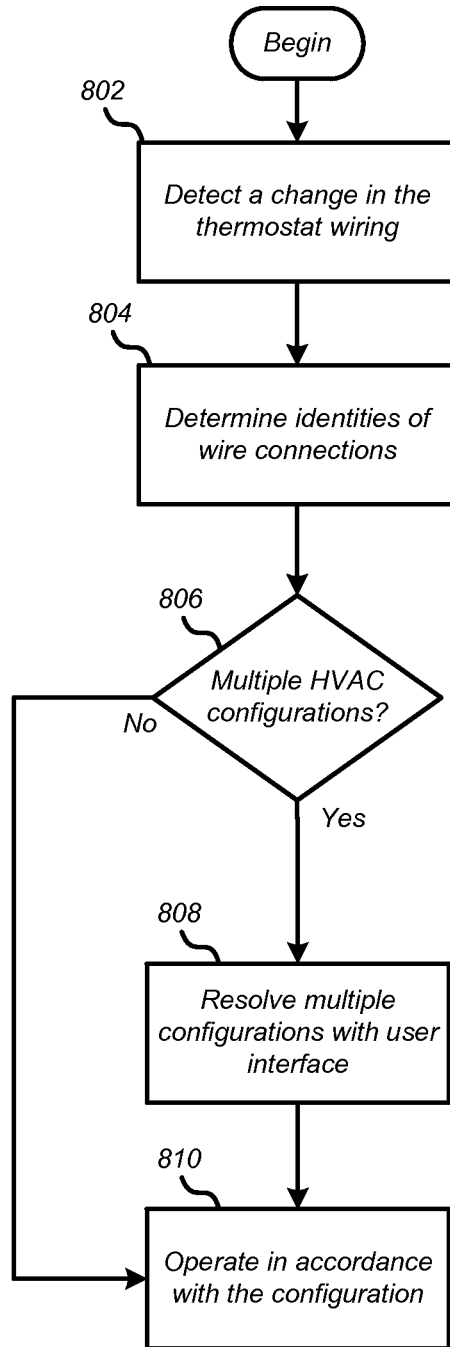 Begin
802
Detect a change in the
thermostat wiring
804
Determine identities of
wire connections
806
Multiple HVAC
configurations?
No
Yes
808
Resolve multiple
configurations with user
interface
810
Operate in accordance
with the configuration